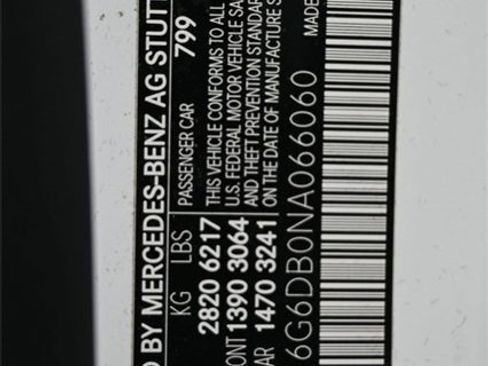 D BY MERCEDES-BENZ AG STUTT
KG LBS
2820 6217
ONT 1390 3064
AR 1470 3241
PASSENGER CAR 799
THIS VEHICLE CONFORMS TO ALL
U.S. FEDERAL MOTOR VEHICLE SA
AND THEFT PREVENTION STANDARD
ON THE DATE OF MANUFACTURE S
6G6DB0NA066060
MADE